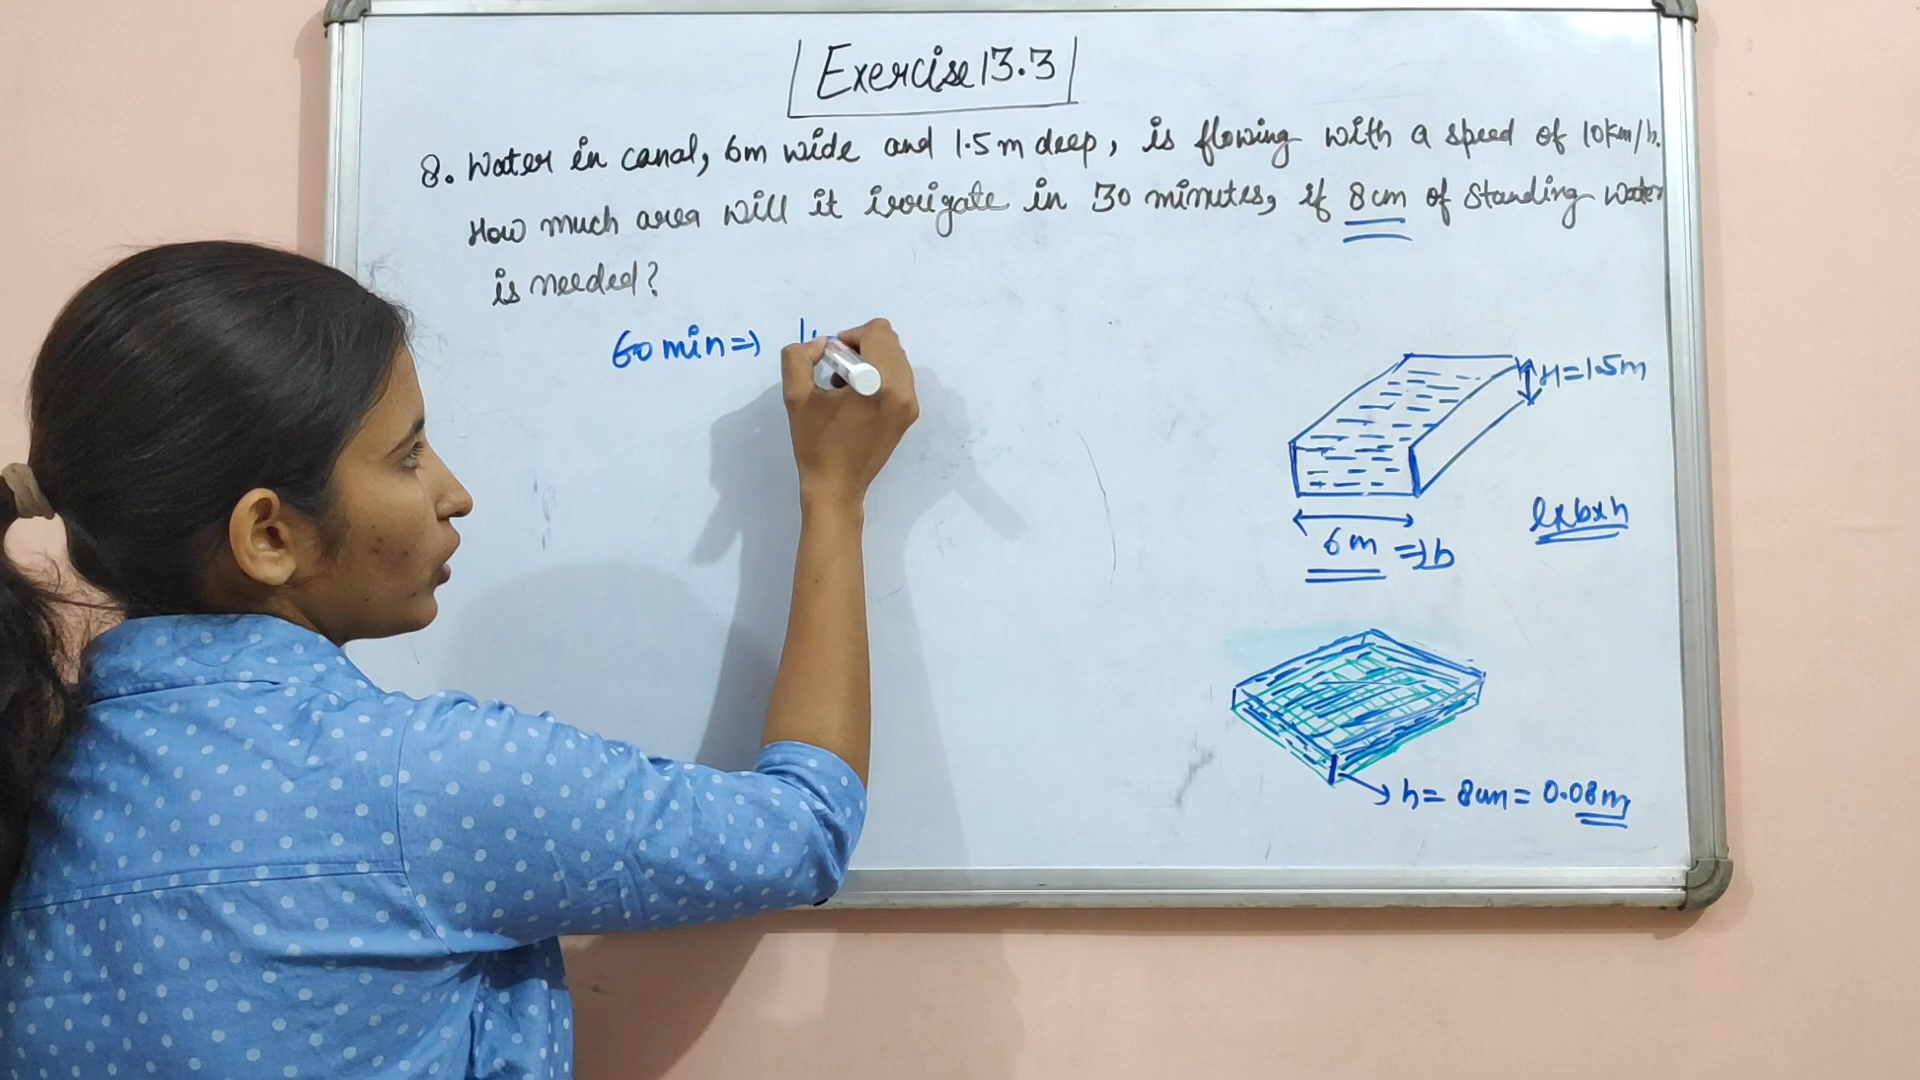 Exercise 13.3
8. Water in canal, 6m wide and 1.5m deep, is flowing with a speed of 10km/h.
How much area will it irrigate in 30 minutes, if 8cm of standing water
is needed?
60 min =>
H=1.5m
l×b×h
6m => b
h= 8cm = 0.08m